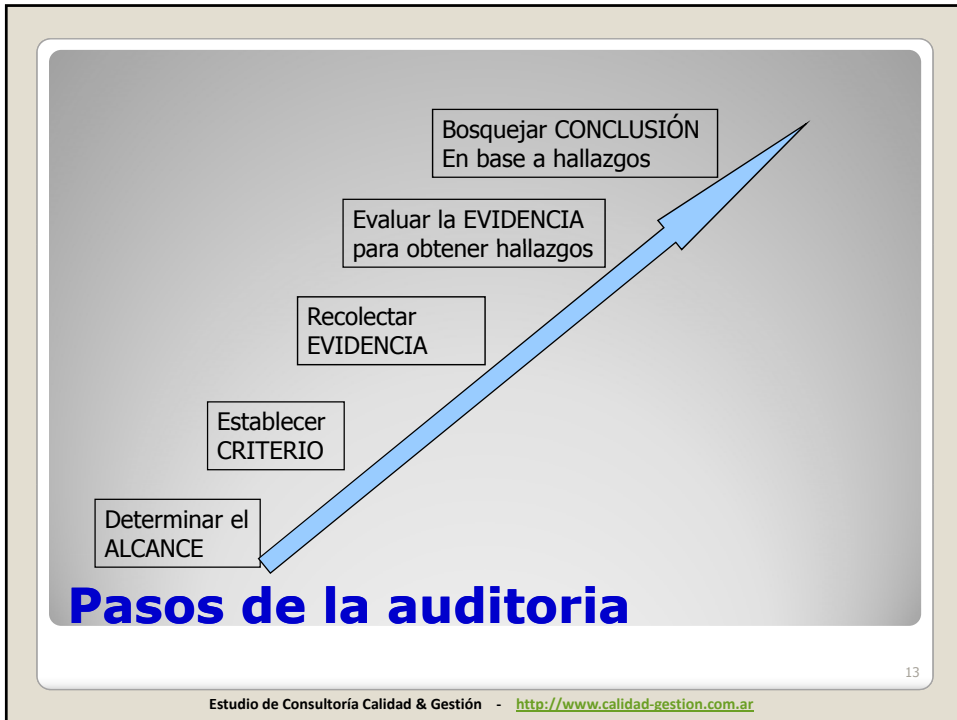 Bosquejar CONCLUSIÓN
En base a hallazgos
Evaluar la EVIDENCIA
para obtener hallazgos
Recolectar
EVIDENCIA
Establecer
CRITERIO
Determinar el
ALCANCE
Pasos de la auditoria
13
Estudio de Consultoría Calidad & Gestión - http://www.calidad-gestion.com.ar